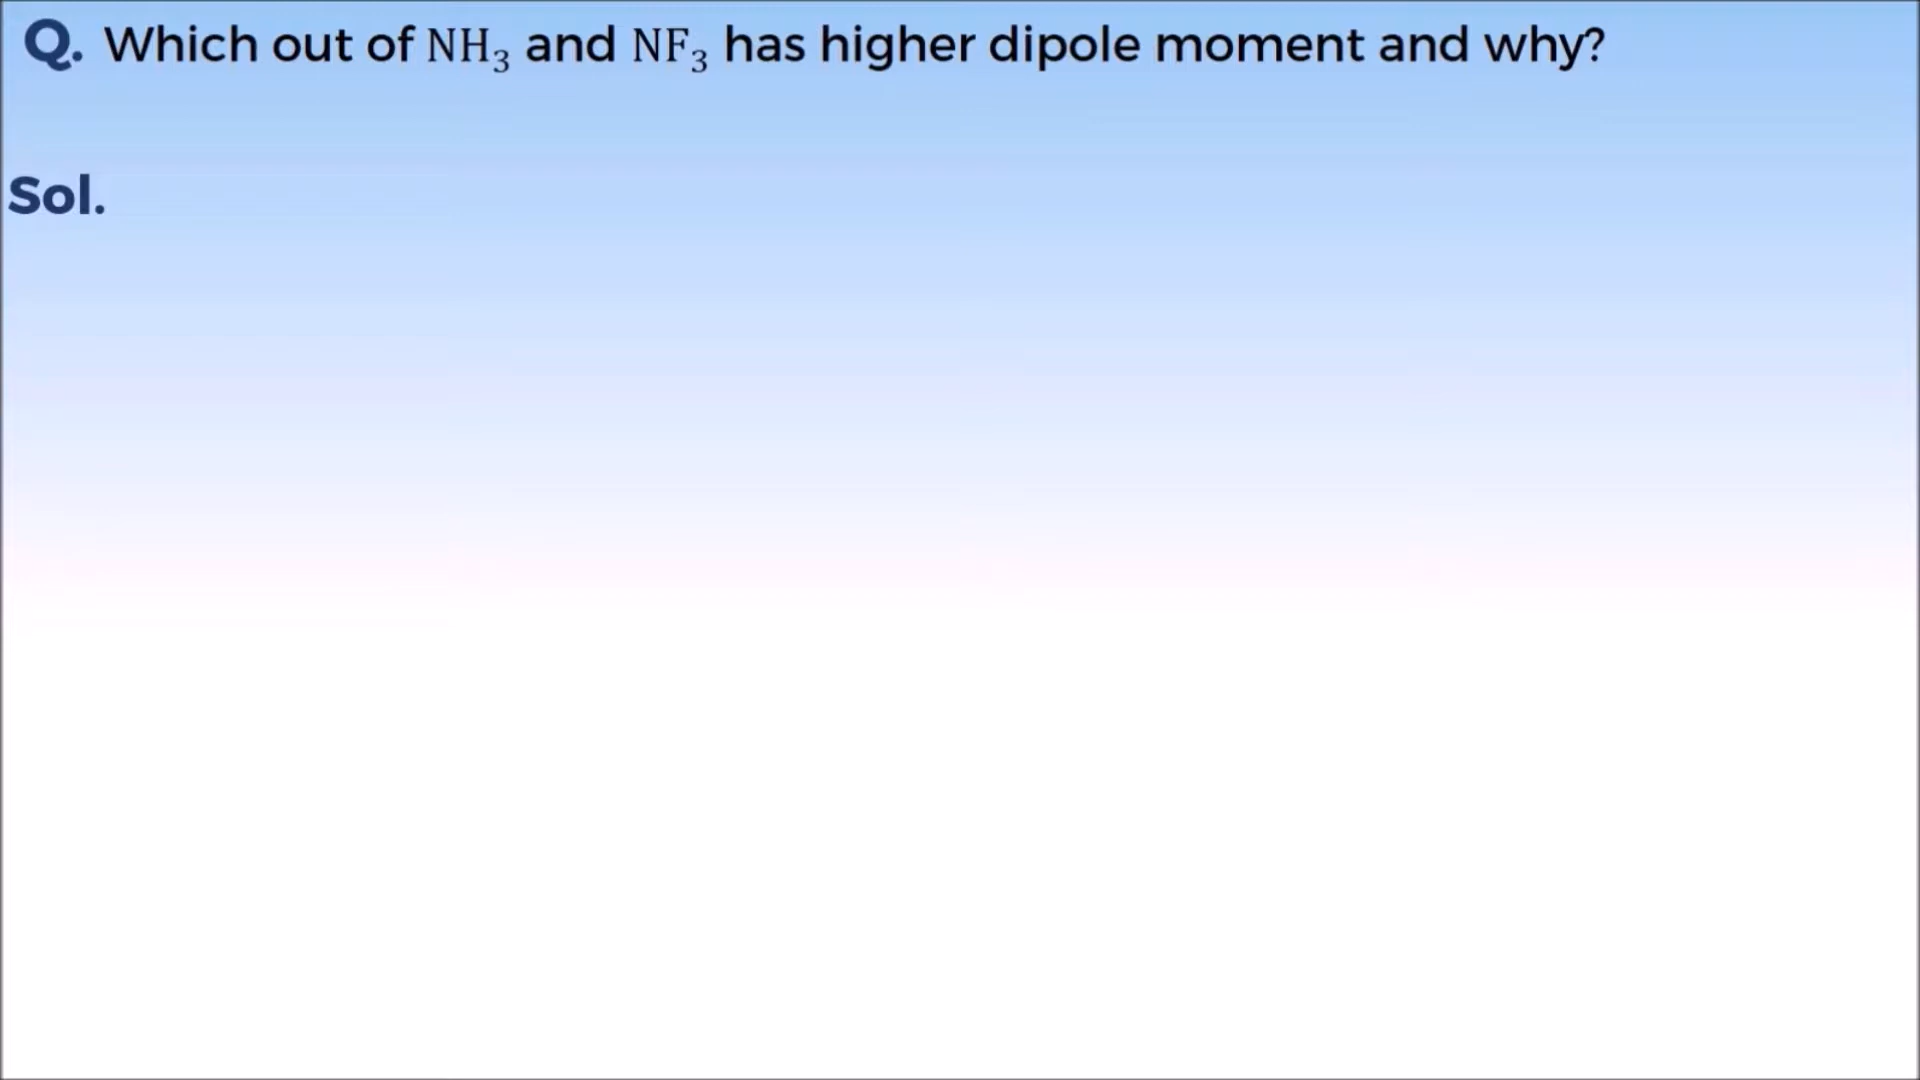 Q. Which out of NH₃ and NF₃ has higher dipole moment and why?
Sol.